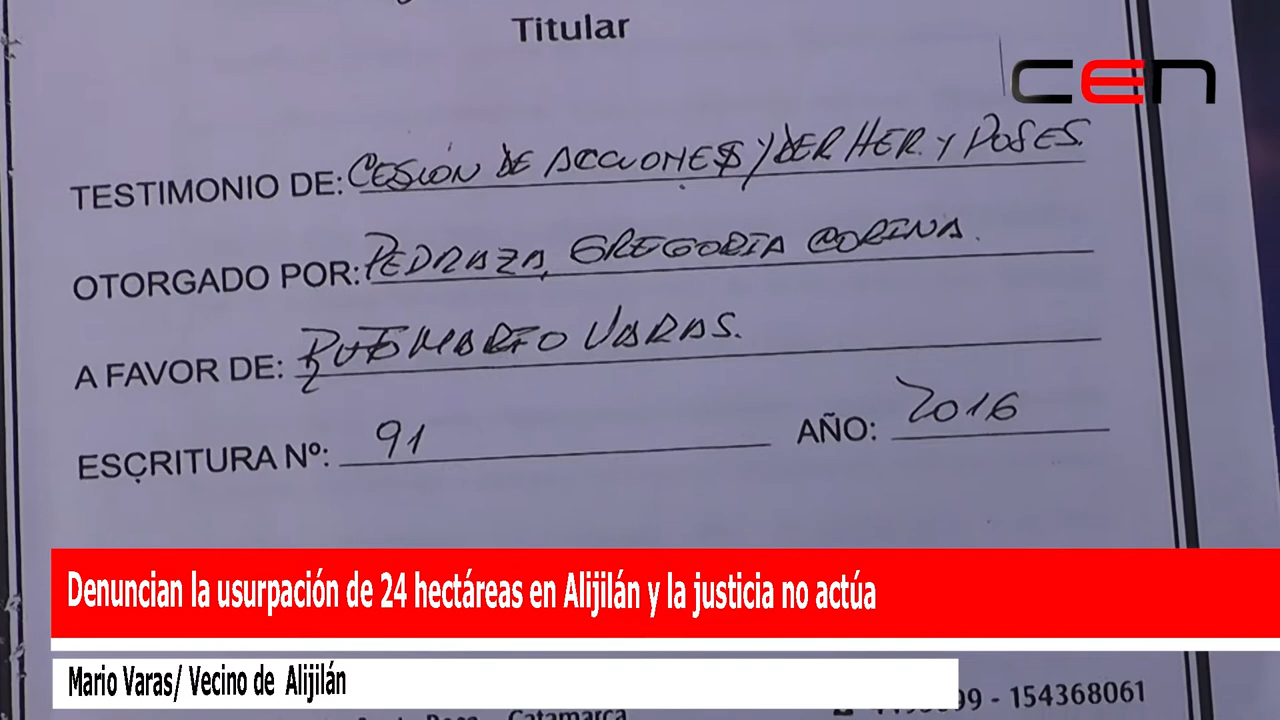 Titular
cen
TESTIMONIO DE: CESIÓN DE ACCIONES Y DER HER. Y POSES.
OTORGADO POR: PEDRAZA, GREGORIA CORINA.
A FAVOR DE: VARAS.
ESCRITURA Nº: 91 AÑO: 2016
Denuncian la usurpación de 24 hectáreas en Alijilán y la justicia no actúa
Mario Varas/ Vecino de Alijilán
99 - 154368061
Catamarca